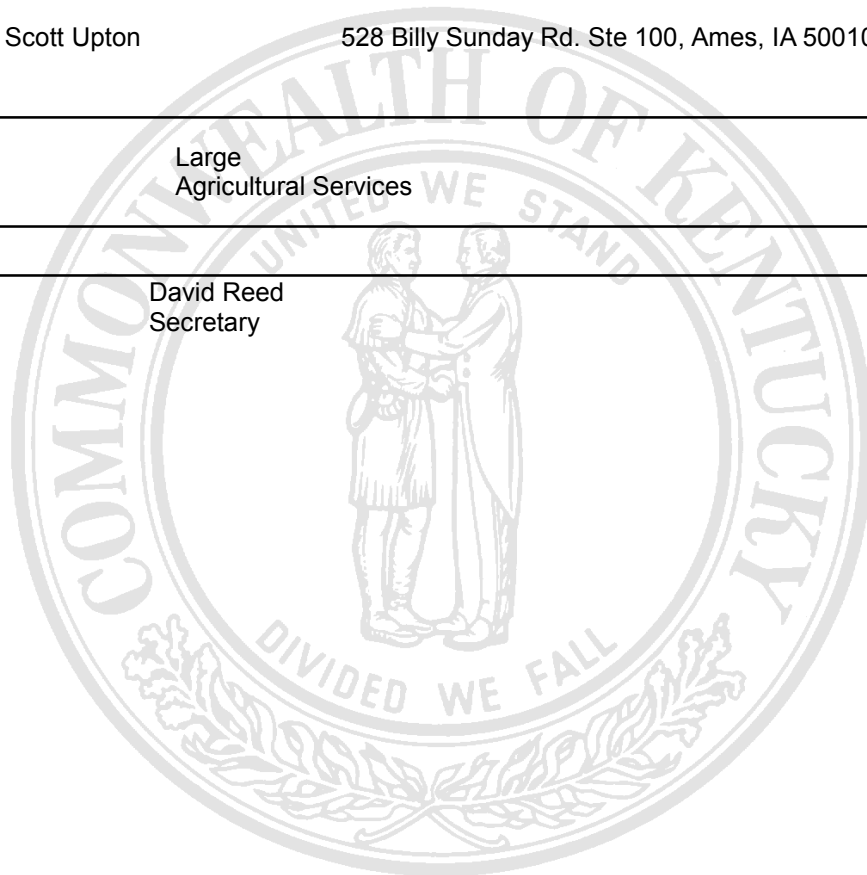 Scott Upton 528 Billy Sunday Rd. Ste 100, Ames, IA 50010
Large
Agricultural Services
David Reed
Secretary
COMMONWEALTH OF KENTUCKY
UNITED WE STAND
DIVIDED WE FALL